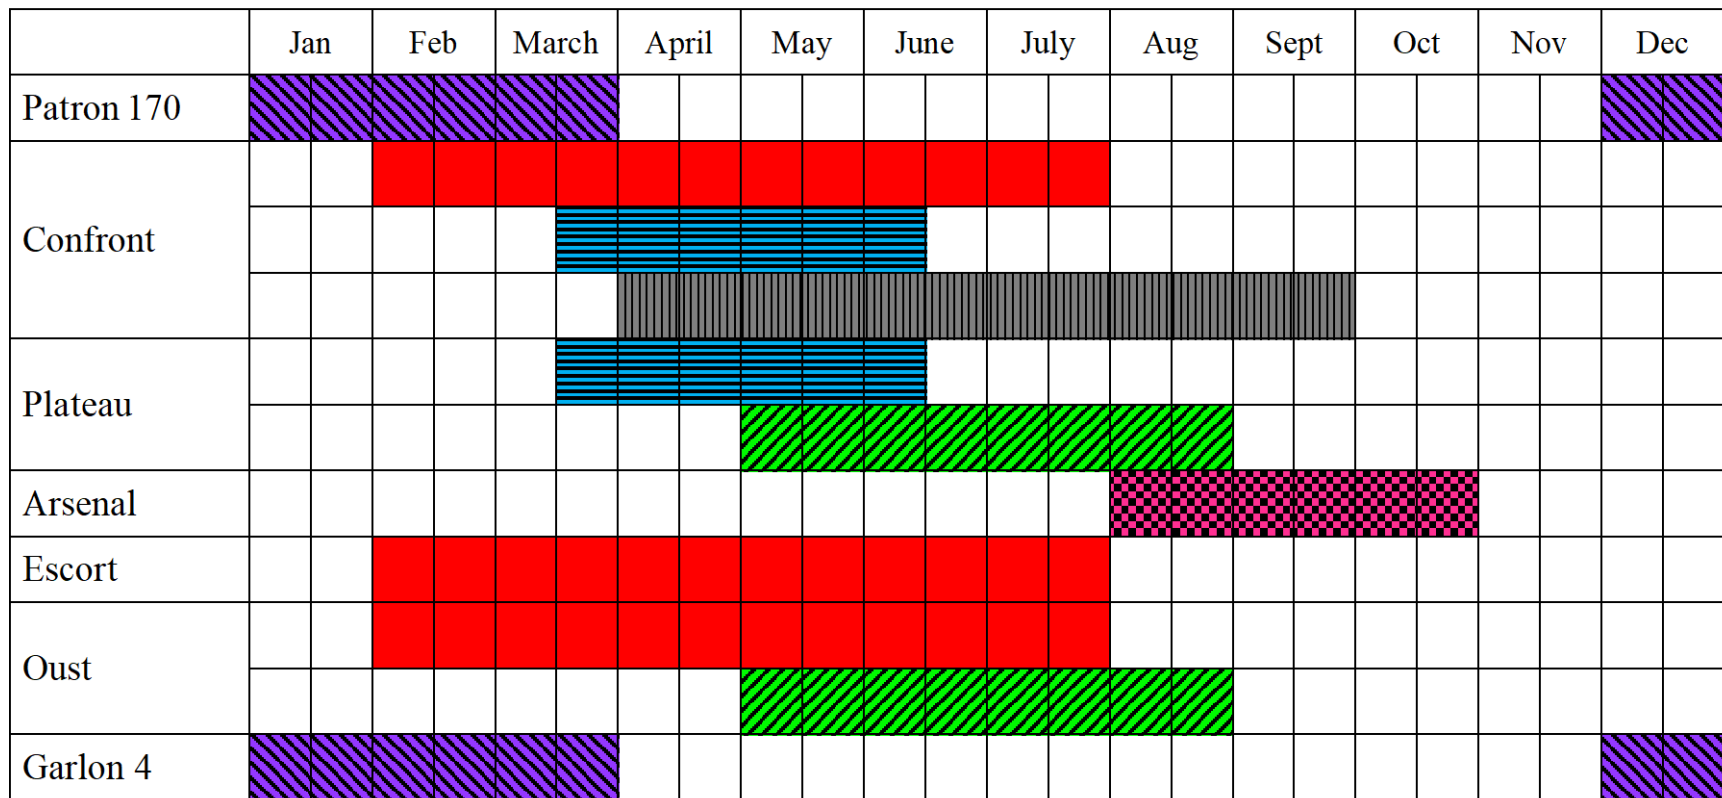 Jan Feb March April May June July Aug Sept Oct Nov Dec
Patron 170
Confront
Plateau
Arsenal
Escort
Oust
Garlon 4